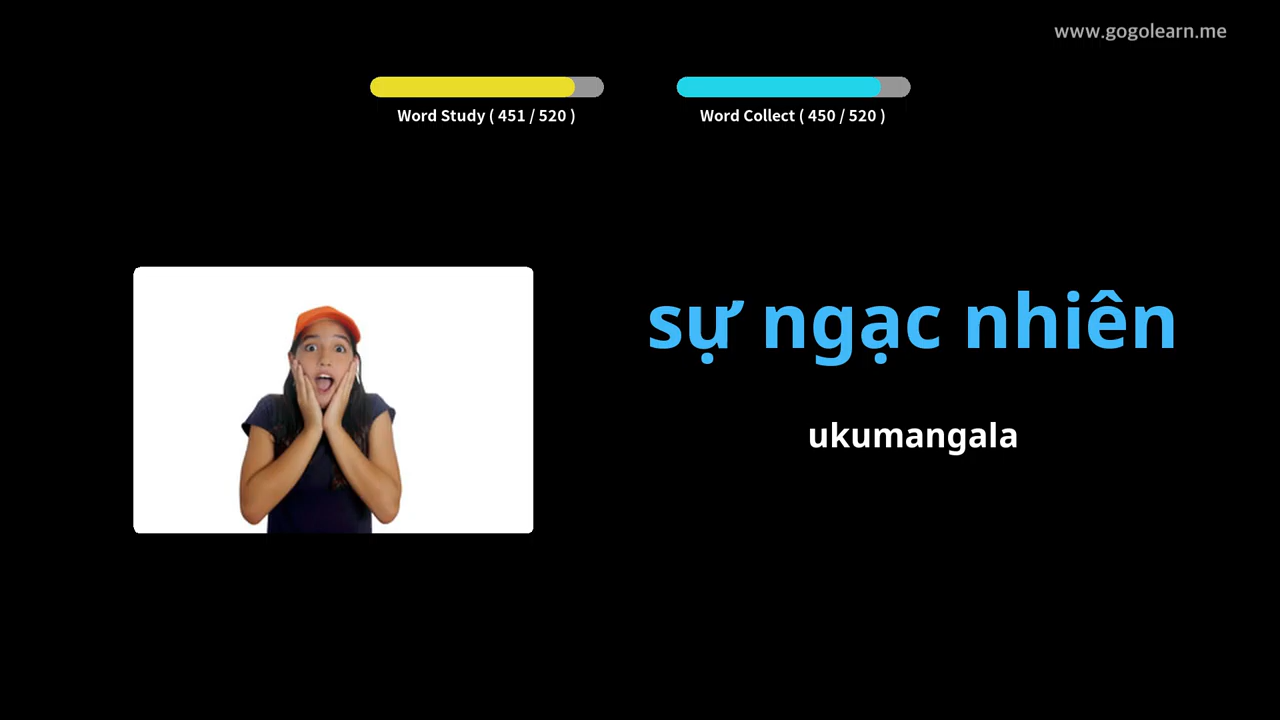 www.gogolearn.me
Word Study ( 451 / 520 )
Word Collect ( 450 / 520 )
sự ngạc nhiên
ukumangala